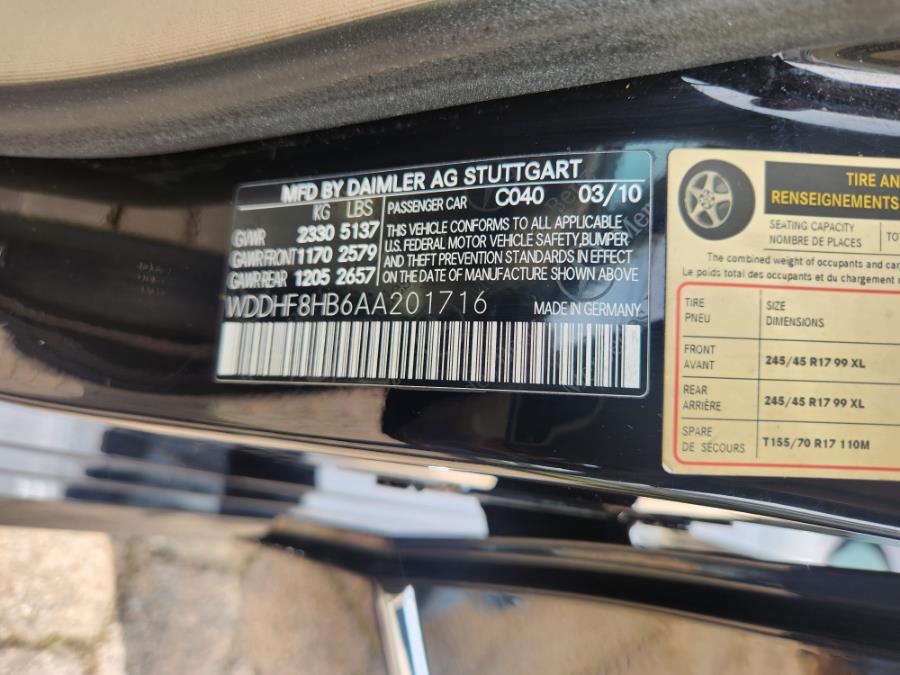 MFD BY DAIMLER AG STUTTGART
KG LBS
GVWR 2330 5137
GAWR FRONT 1170 2579
GAWR REAR 1205 2657
PASSENGER CAR C040 03/10
THIS VEHICLE CONFORMS TO ALL APPLICABLE
U.S. FEDERAL MOTOR VEHICLE SAFETY, BUMPER
AND THEFT PREVENTION STANDARDS IN EFFECT
ON THE DATE OF MANUFACTURE SHOWN ABOVE
WDDHF8HB6AA201716 MADE IN GERMANY
TIRE AN
RENSEIGNEMENTS
SEATING CAPACITY
NOMBRE DE PLACES
TO
The combined weight of occupants and car
Le poids total des occupants et du chargement
TIRE
PNEU
SIZE
DIMENSIONS
FRONT
AVANT
245/45 R17 99 XL
REAR
ARRIÈRE
245/45 R17 99 XL
SPARE
DE SECOURS
T155/70 R17 110M